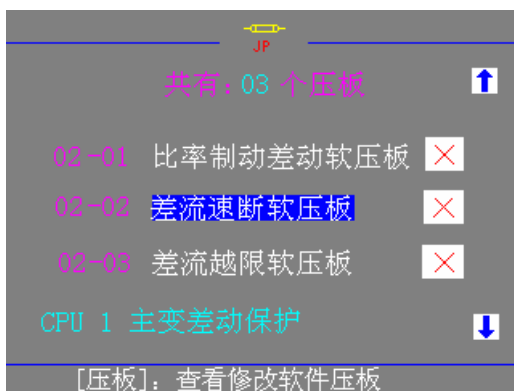 JP
共有：03 个压板
02-01 比率制动差动软压板
02-02 差流速断软压板
02-03 差流越限软压板
CPU 1 主变差动保护
[压板]：查看修改软件压板